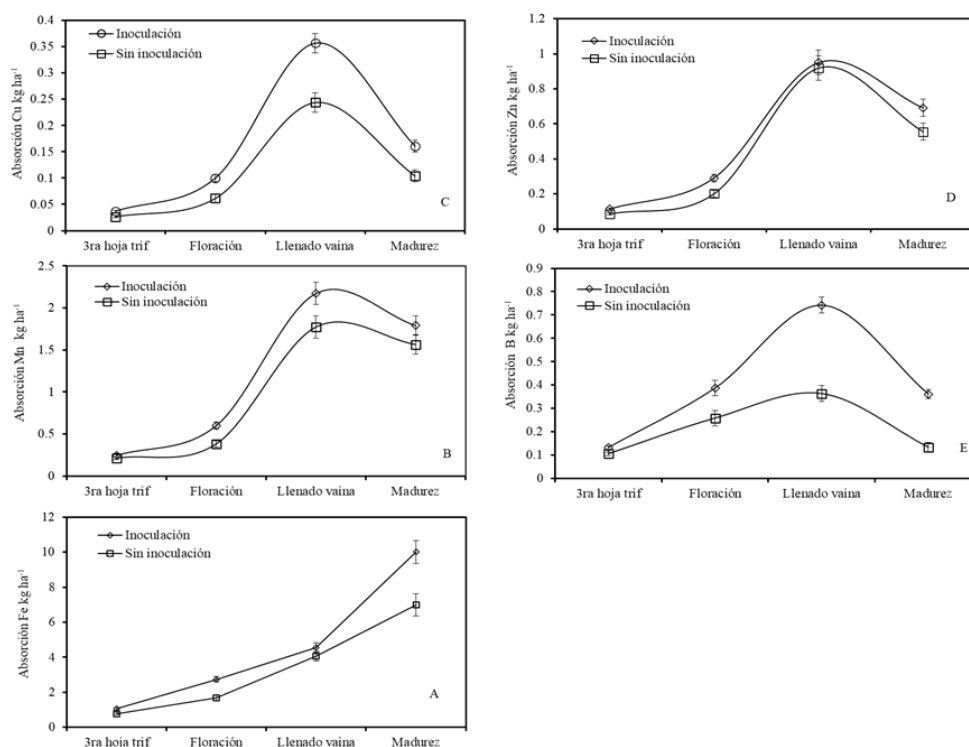 Absorción Cu kg ha⁻¹
0.4
0.35
0.3
0.25
0.2
0.15
0.1
0.05
0
Inoculación
Sin inoculación
C
3ra hoja trif Floración Llenado vaina Madurez
Absorción Zn kg ha⁻¹
1.2
1
0.8
0.6
0.4
0.2
0
Inoculación
Sin inoculación
D
3ra hoja trif Floración Llenado vaina Madurez
Absorción Mn kg ha⁻¹
2.5
2
1.5
1
0.5
0
Inoculación
Sin inoculación
B
3ra hoja trif Floración Llenado vaina Madurez
Absorción B kg ha⁻¹
0.9
0.8
0.7
0.6
0.5
0.4
0.3
0.2
0.1
0
Inoculación
Sin inoculación
E
3ra hoja trif Floración Llenado vaina Madurez
Absorción Fe kg ha⁻¹
12
10
8
6
4
2
0
Inoculación
Sin inoculación
A
3ra hoja trif Floración Llenado vaina Madurez